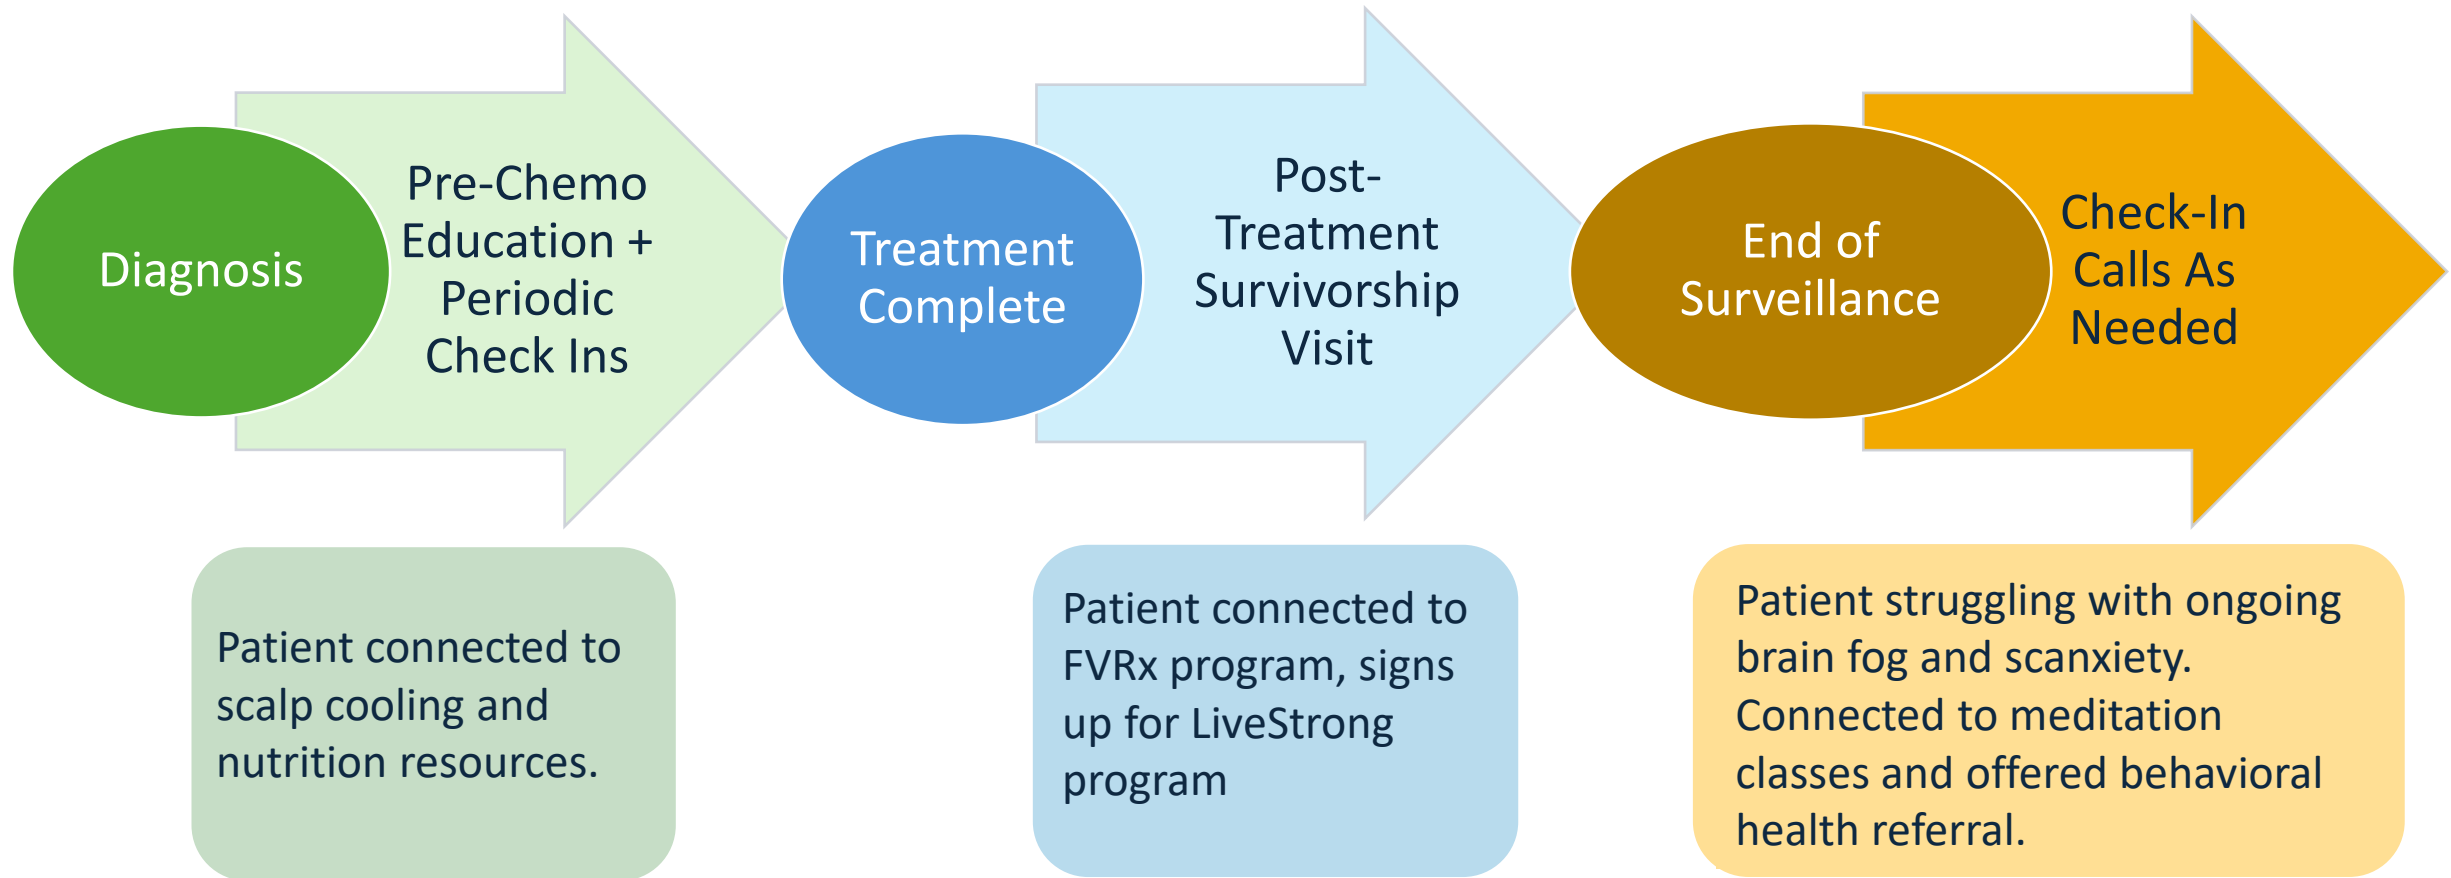 Diagnosis
Pre-Chemo
Education +
Periodic
Check Ins
Treatment
Complete
Post-
Treatment
Survivorship
Visit
End of
Surveillance
Check-In
Calls As
Needed
Patient connected to
scalp cooling and
nutrition resources.
Patient connected to
FVRx program, signs
up for LiveStrong
program
Patient struggling with ongoing
brain fog and scanxiety.
Connected to meditation
classes and offered behavioral
health referral.